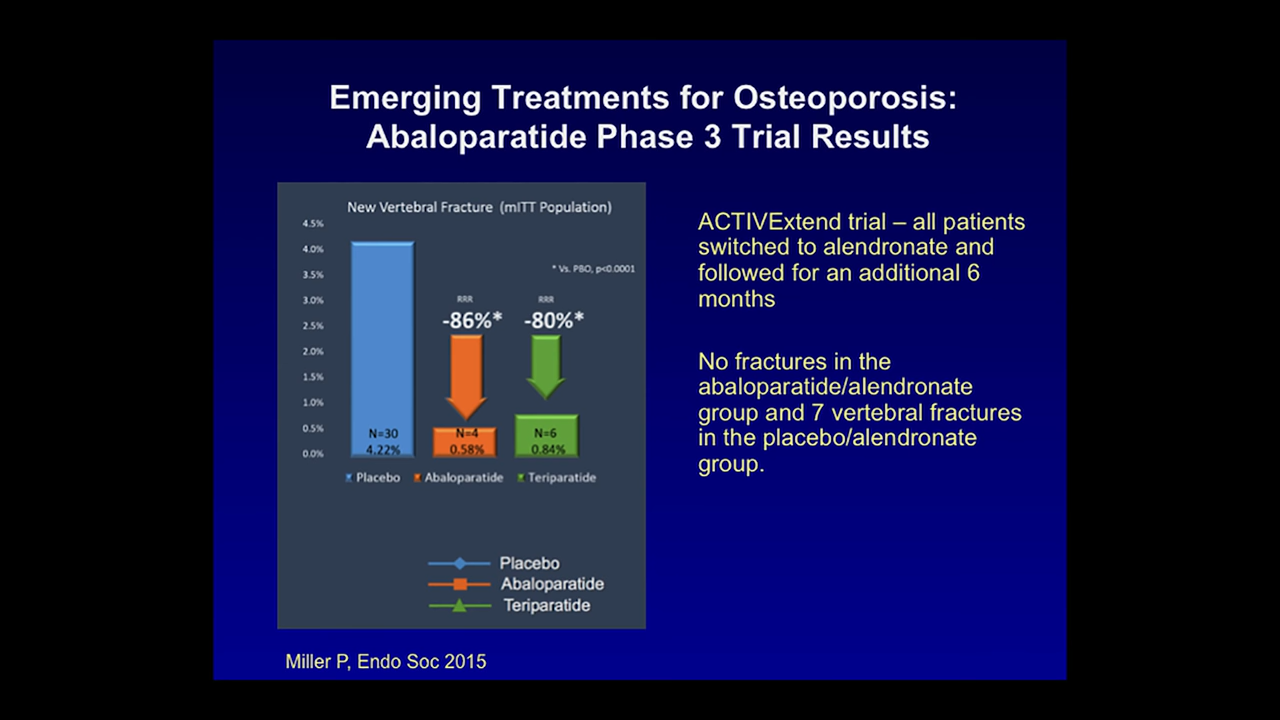 Emerging Treatments for Osteoporosis:
Abaloparatide Phase 3 Trial Results
New Vertebral Fracture (mITT Population)
4.5%
4.0%
3.5%
3.0%
2.5%
2.0%
1.5%
1.0%
0.5%
0.0%
* Vs. PBO, p<0.0001
RRR
-86%*
RRR
-80%*
N=30
4.22%
N=4
0.58%
N=6
0.84%
Placebo Abaloparatide Teriparatide
Placebo
Abaloparatide
Teriparatide
ACTIVExtend trial – all patients
switched to alendronate and
followed for an additional 6
months
No fractures in the
abaloparatide/alendronate
group and 7 vertebral fractures
in the placebo/alendronate
group.
Miller P, Endo Soc 2015